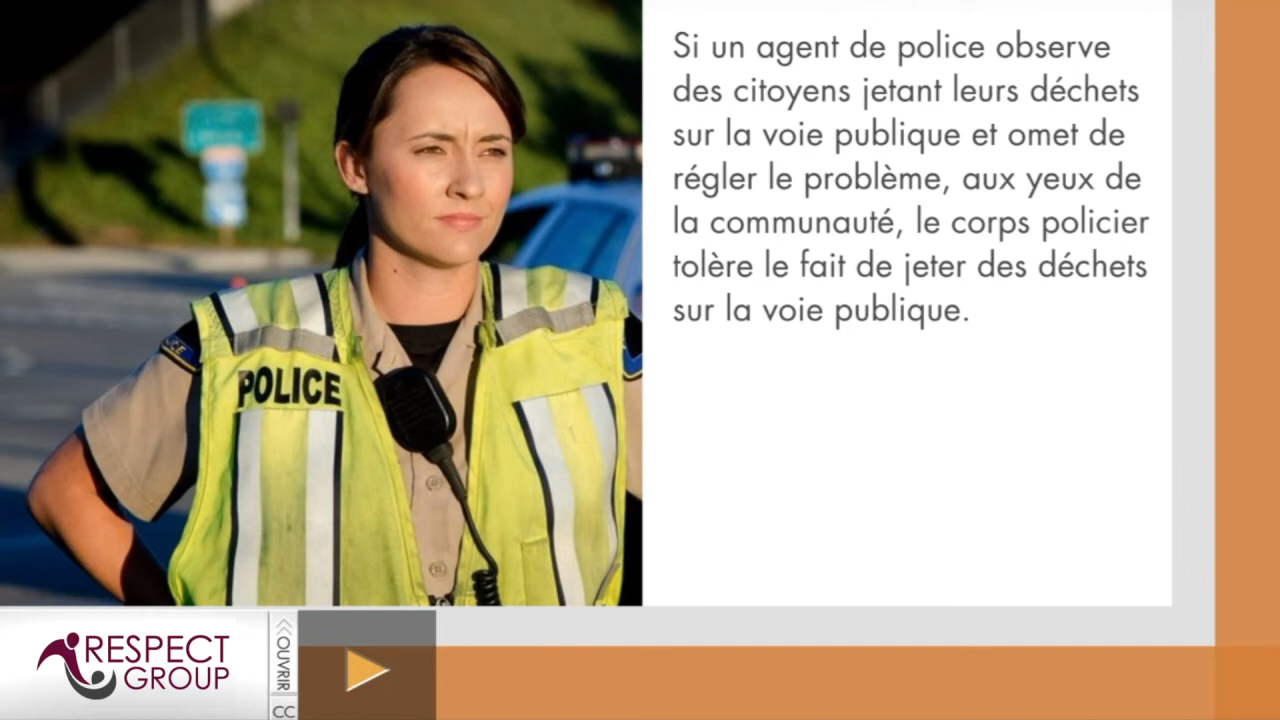 Si un agent de police observe
des citoyens jetant leurs déchets
sur la voie publique et omet de
régler le problème, aux yeux de
la communauté, le corps policier
tolère le fait de jeter des déchets
sur la voie publique.
POLICE
RESPECT
GROUP
<<OUVRIR
CC